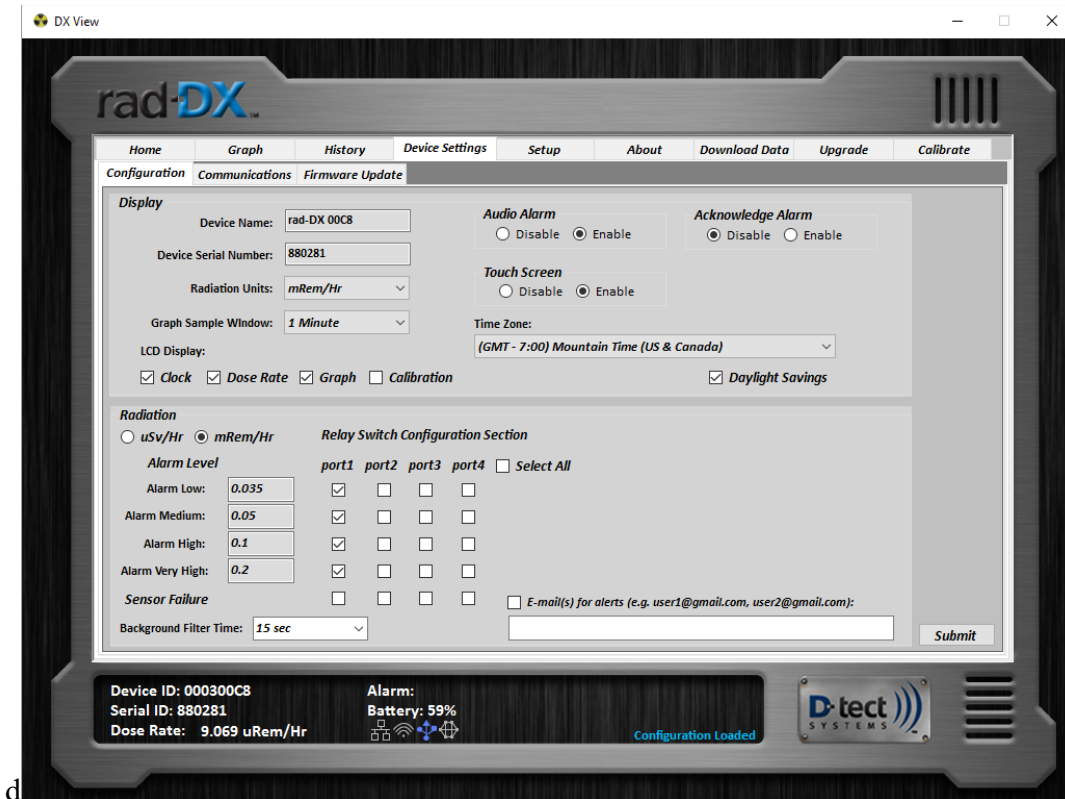 DX View
rad-DX™
Home Graph History Device Settings Setup About Download Data Upgrade Calibrate
Configuration Communications Firmware Update
Display
Device Name: rad-DX 00C8
Device Serial Number: 880281
Radiation Units: mRem/Hr
Graph Sample Window: 1 Minute
LCD Display:
Clock Dose Rate Graph Calibration
Audio Alarm
Disable Enable
Acknowledge Alarm
Disable Enable
Touch Screen
Disable Enable
Time Zone:
(GMT - 7:00) Mountain Time (US & Canada)
Daylight Savings
Radiation
uSv/Hr mRem/Hr
Relay Switch Configuration Section
Alarm Level port1 port2 port3 port4 Select All
Alarm Low: 0.035
Alarm Medium: 0.05
Alarm High: 0.1
Alarm Very High: 0.2
Sensor Failure
Background Filter Time: 15 sec
E-mail(s) for alerts (e.g. user1@gmail.com, user2@gmail.com):
Submit
Device ID: 000300C8
Serial ID: 880281
Dose Rate: 9.069 uRem/Hr
Alarm:
Battery: 59%
Configuration Loaded
D-tect
SYSTEMS
d